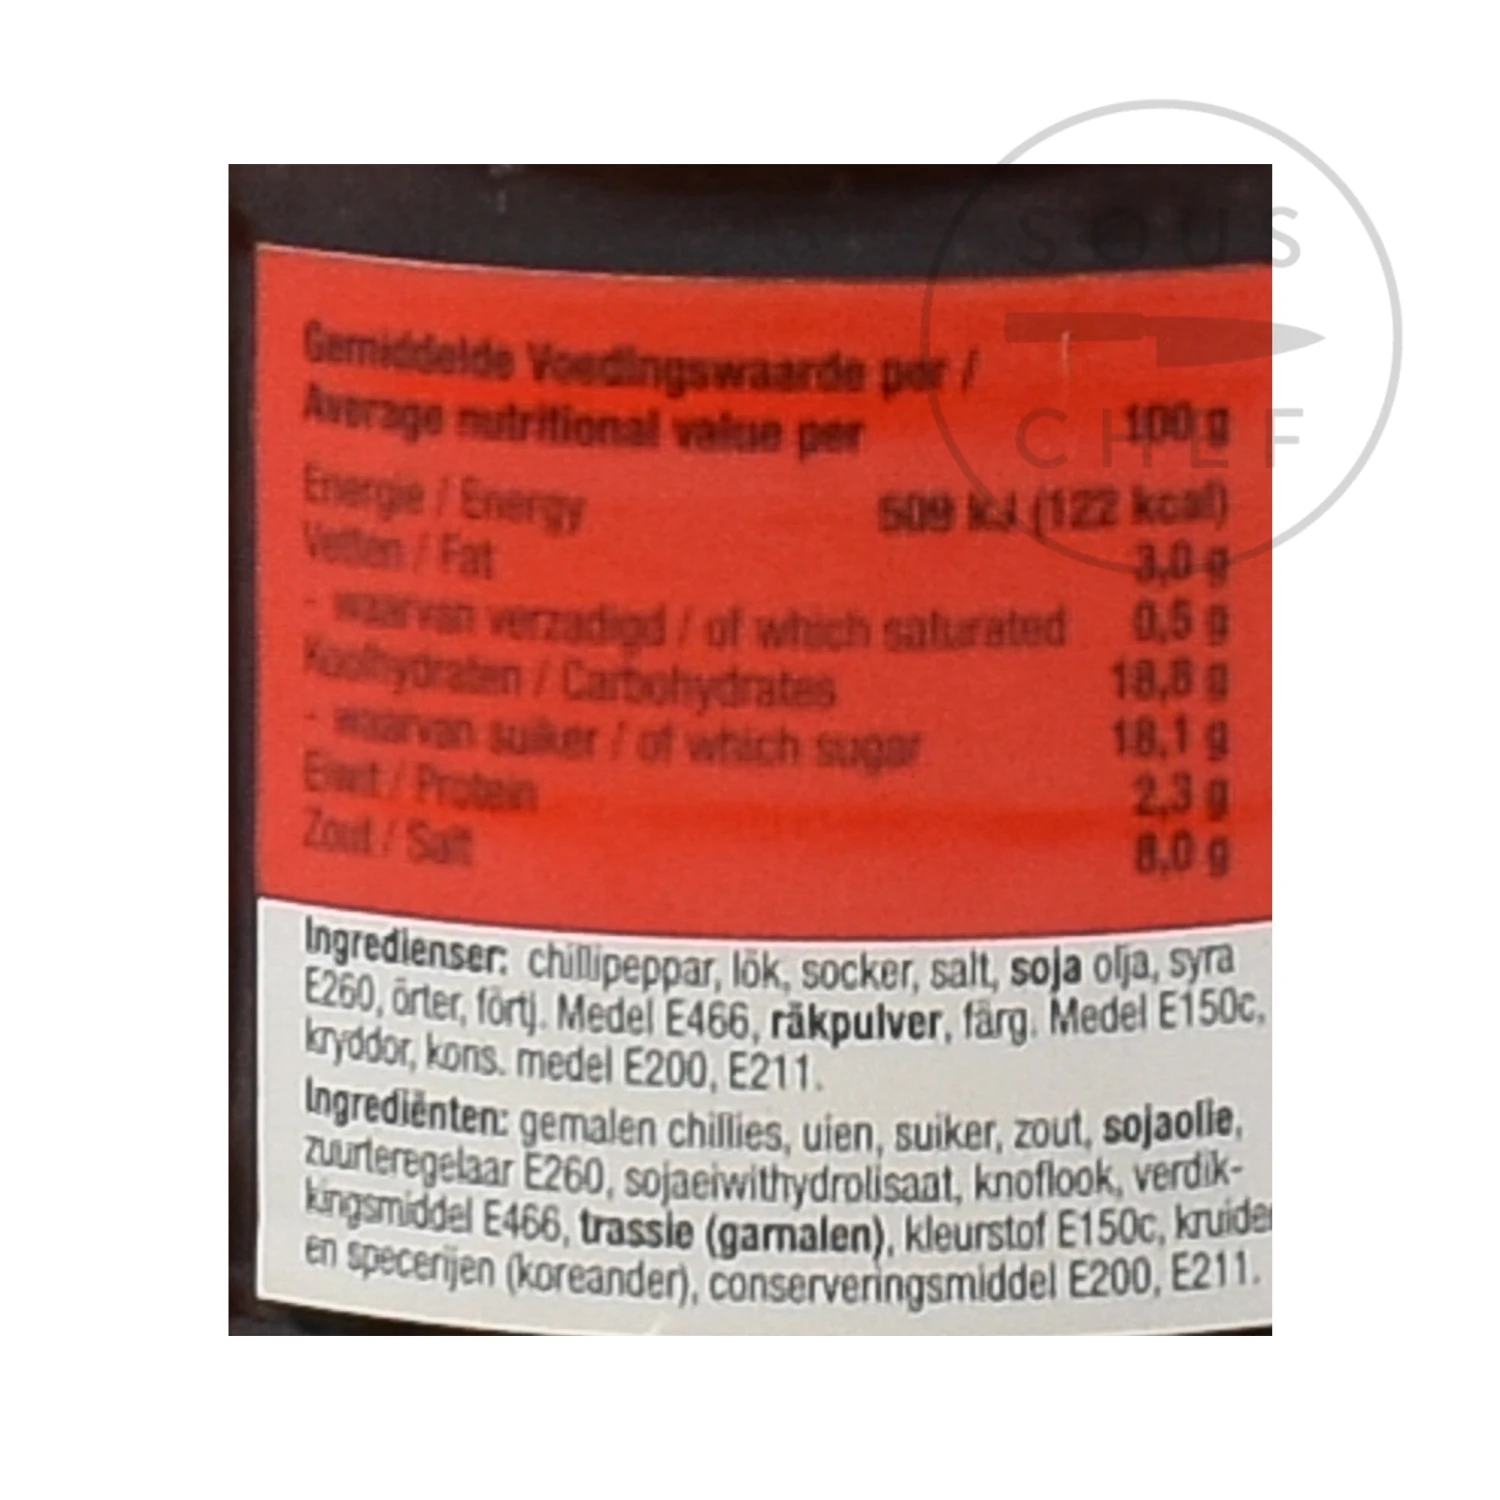 SOUS
CHEF
Gemiddelde Voedingswaarde per /
Average nutritional value per 100 g
Energie / Energy 509 kJ (122 kcal)
Vetten / Fat 3,0 g
- waarvan verzadigd / of which saturated 0,5 g
Koolhydraten / Carbohydrates 18,8 g
- waarvan suiker / of which sugar 18,1 g
Eiwit / Protein 2,3 g
Zout / Salt 8,0 g
Ingredienser: chillipeppar, lök, socker, salt, soja olja, syra
E260, örter, förtj. Medel E466, räkpulver, färg. Medel E150c,
kryddor, kons. medel E200, E211.
Ingrediënten: gemalen chillies, uien, suiker, zout, sojaolie,
zuurteregelaar E260, sojaeiwithydrolisaat, knoflook, verdik-
kingsmiddel E466, trassie (garnalen), kleurstof E150c, kruide
en specerijen (koreander), conserveringsmiddel E200, E211.